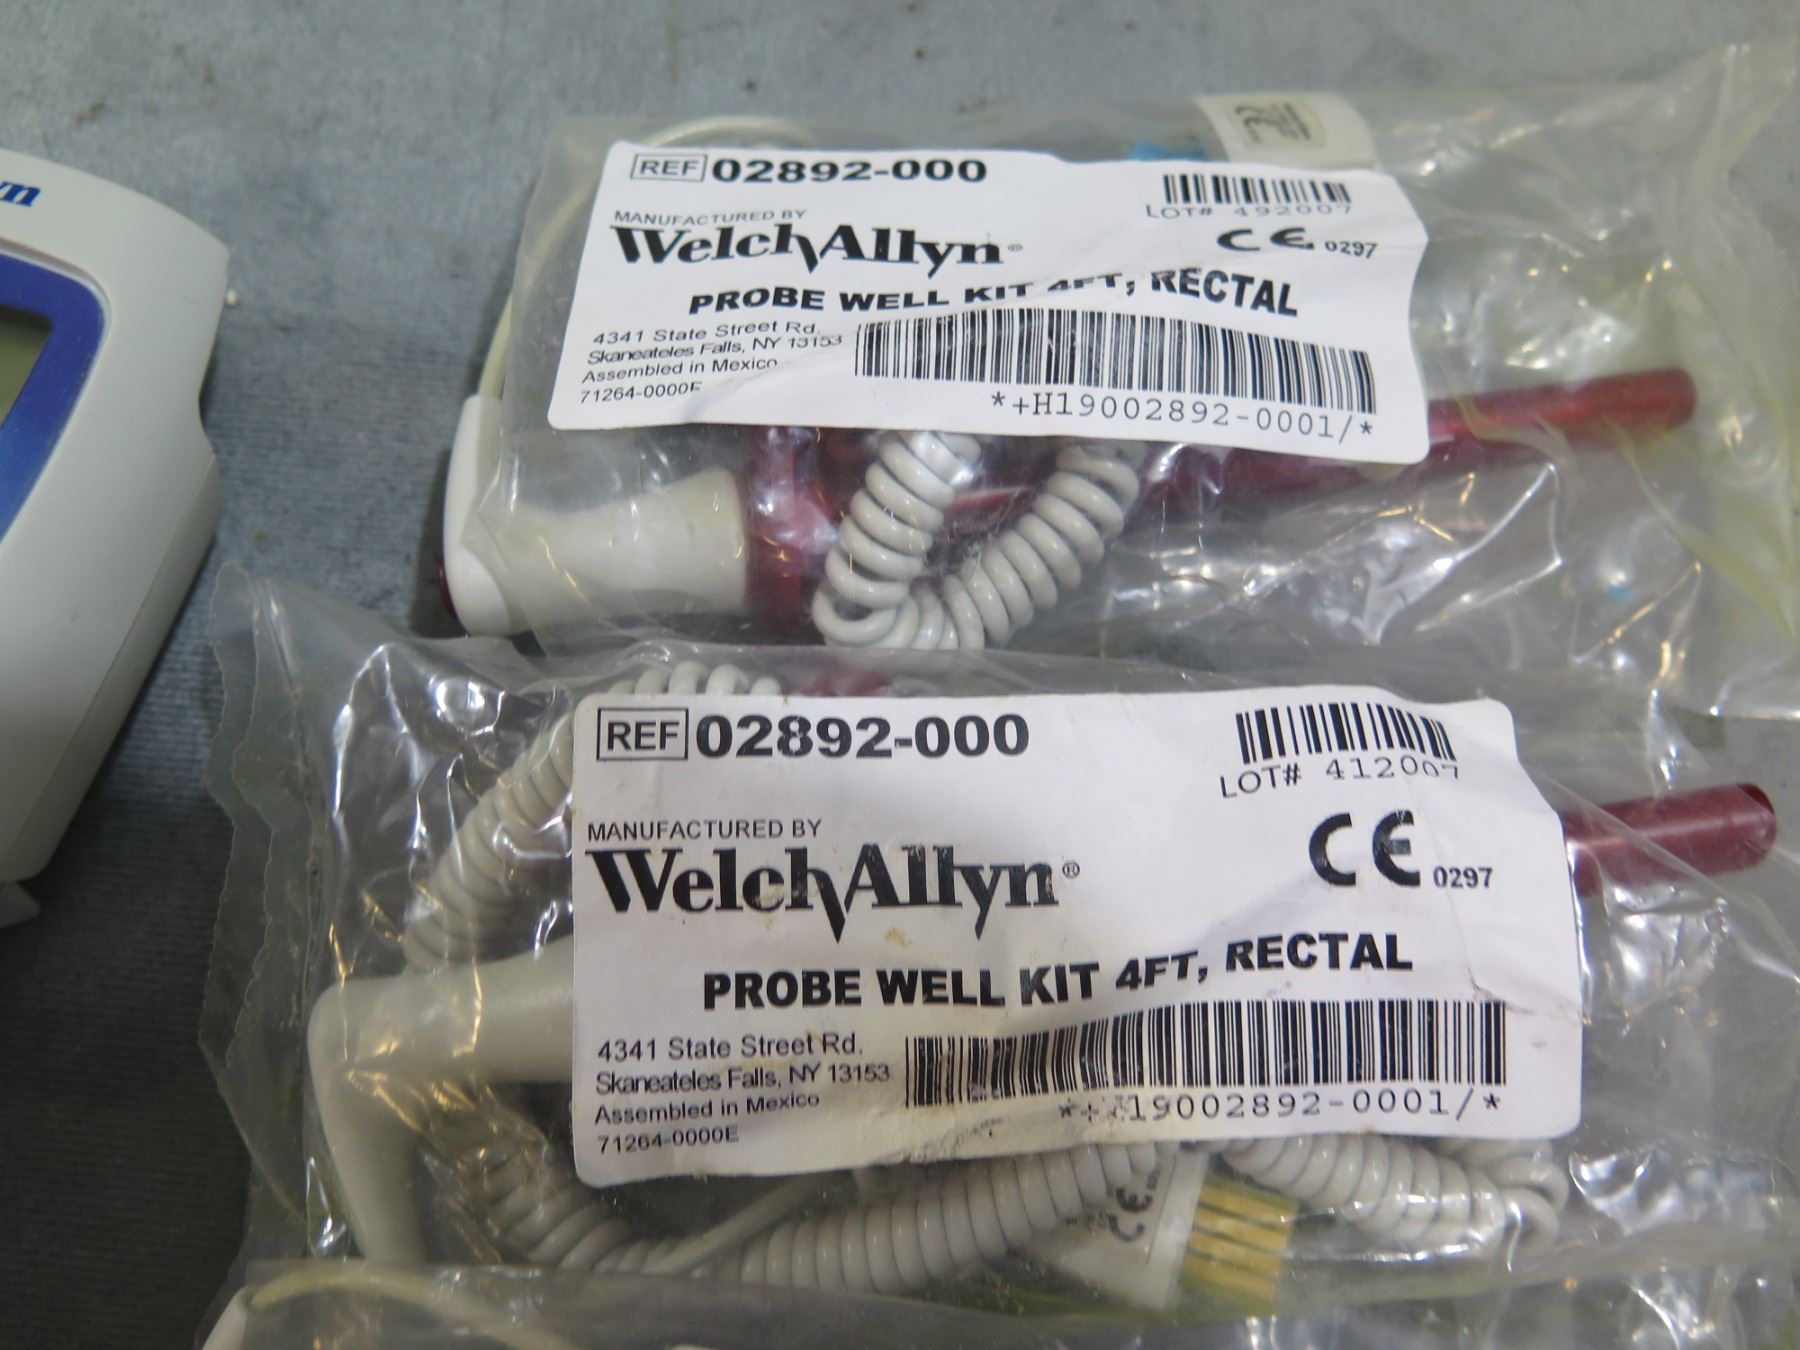 yn
REF 02892-000
LOT# 492007
MANUFACTURED BY
WelchAllyn®
CE 0297
PROBE WELL KIT 4FT, RECTAL
4341 State Street Rd.
Skaneateles Falls, NY 13153
Assembled in Mexico
71264-0000E
*+H19002892-0001/*
REF 02892-000
LOT# 412007
MANUFACTURED BY
WelchAllyn®
CE 0297
PROBE WELL KIT 4FT, RECTAL
4341 State Street Rd.
Skaneateles Falls, NY 13153
Assembled in Mexico
71264-0000E
*+H19002892-0001/*
CE